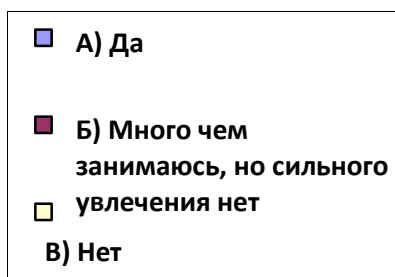 А) Да
Б) Много чем
занимаюсь, но сильного
увлечения нет
В) Нет